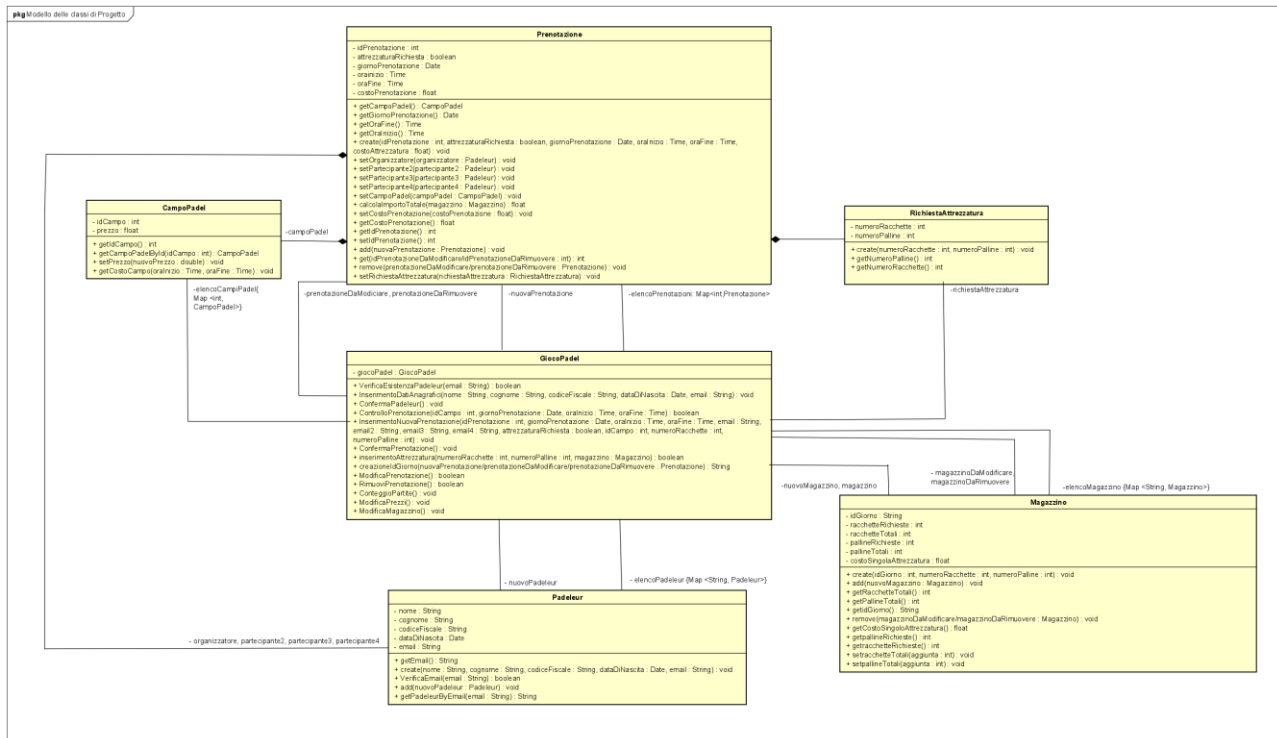 pkg Modello delle classi di Progetto
Prenotazione
- idPrenotazione : int
- attrezzaturaRichiesta : boolean
- giornoPrenotazione : Date
- orainizio : Time
- oraFine : Time
- costoPrenotazione : float
+ getCampoPadel() : CampoPadel
+ getGiornoPrenotazione() : Date
+ getOraFine() : Time
+ getOraInizio() : Time
+ create(idPrenotazione : int, attrezzaturaRichiesta : boolean, giornoPrenotazione : Date, oraInizio : Time, oraFine : Time,
costoAttrezzatura : float) : void
+ setOrganizzatore(organizzatore : Padeleur) : void
+ setPartecipante2(partecipante2 : Padeleur) : void
+ setPartecipante3(partecipante3 : Padeleur) : void
+ setPartecipante4(partecipante4 : Padeleur) : void
+ setCampoPadel(campoPadel : CampoPadel) : void
+ calcolaImportoTotale(magazzino : Magazzino) : float
+ setCostoPrenotazione(costoPrenotazione : float) : void
+ getCostoPrenotazione() : float
+ getIdPrenotazione() : int
+ setIdPrenotazione() : int
+ add(nuovaPrenotazione : Prenotazione) : void
+ get(idPrenotazioneDaModificare/IdPrenotazioneDaRimuovere : int) : int
+ remove(prenotazioneDaModificare/prenotazioneDaRimuovere : Prenotazione) : void
+ setRichiestaAttrezzatura(richiestaAttrezzatura : RichiestaAttrezzatura) : void
CampoPadel
- idCampo : int
- prezzo : float
+ getIdCampo() : int
+ getCampoPadelById(idCampo : int) : CampoPadel
+ setPrezzo(nuovoPrezzo : double) : void
+ getCostoCampo(oraInizio : Time, oraFine : Time) : void
-campoPadel
RichiestaAttrezzatura
- numeroRacchette : int
- numeroPalline : int
+ create(numeroRacchette : int, numeroPalline : int) : void
+ getNumeroPalline() : int
+ getNumeroRacchette() : int
-elencoCampiPadel{
Map <int,
CampoPadel>}
-prenotazioneDaModiciare, prenotazioneDaRimuovere
-nuovaPrenotazione
-elencoPrenotazioni: Map<int,Prenotazione>
-richiestaAttrezzatura
GiocoPadel
- giocoPadel : GiocoPadel
+ VerificaEsistenzaPadeleur(email : String) : boolean
+ InserimentoDatiAnagrafici(nome : String, cognome : String, codiceFiscale : String, dataDiNascita : Date, email : String) : void
+ ConfermaPadeleur() : void
+ ControlloPrenotazione(idCampo : int, giornoPrenotazione : Date, oraInizio : Time, oraFine : Time) : boolean
+ InserimentoNuovaPrenotazione(idPrenotazione : int, giornoPrenotazione : Date, oraInizio : Time, oraFine : Time, email : String,
email2 : String, email3 : String, email4 : String, attrezzaturaRichiesta : boolean, idCampo : int, numeroRacchette : int,
numeroPalline : int) : void
+ ConfermaPrenotazione() : void
+ inserimentoAttrezzatura(numeroRacchette : int, numeroPalline : int, magazzino : Magazzino) : boolean
+ creazioneIdGiorno(nuovaPrenotazione/prenotazioneDaModificare/prenotazioneDaRimuovere : Prenotazione) : String
+ ModificaPrenotazione() : boolean
+ RimuoviPrenotazione() : boolean
+ ConteggioPartite() : void
+ ModificaPrezzi() : void
+ ModificaMagazzino() : void
-nuovoMagazzino, magazzino
- magazzinoDaModificare,
magazzinoDaRimuovere
-elencoMagazzino {Map <String, Magazzino>}
Magazzino
- idGiorno : String
- racchetteRichieste : int
- racchetteTotali : int
- pallineRichieste : int
- pallineTotali : int
- costoSingolaAttrezzatura : float
+ create(idGiorno : int, numeroRacchette : int, numeroPalline : int) : void
+ add(nuovoMagazzino : Magazzino) : void
+ getRacchetteTotali() : int
+ getPallineTotali() : int
+ getidGiorno() : String
+ remove(magazzinoDaModificare/magazzinoDaRimuovere : Magazzino) : void
+ getCostoSingoloAttrezzatura() : float
+ getpallineRichieste() : int
+ getracchetteRichieste() : int
+ setracchetteTotali(aggiunta : int) : void
+ setpallineTotali(aggiunta : int) : void
- nuovoPadeleur
- elencoPadeleur {Map <String, Padeleur>}
- organizzatore, partecipante2, partecipante3, partecipante4
Padeleur
- nome : String
- cognome : String
- codiceFiscale : String
- dataDiNascita : Date
- email : String
+ getEmail() : String
+ create(nome : String, cognome : String, codiceFiscale : String, dataDiNascita : Date, email : String) : void
+ VerificaEmail(email : String) : boolean
+ add(nuovoPadeleur : Padeleur) : void
+ getPadeleurByEmail(email : String) : String